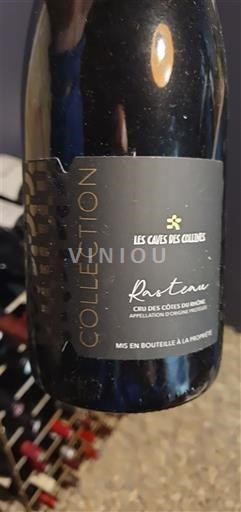 COLLECTION
LES CAVES DES COLLINES
VINIOU
Rasteau
CRU DES CÔTES DU RHÔNE
APPELLATION D'ORIGINE PROTÉGÉE
MIS EN BOUTEILLE À LA PROPRIÉTÉ